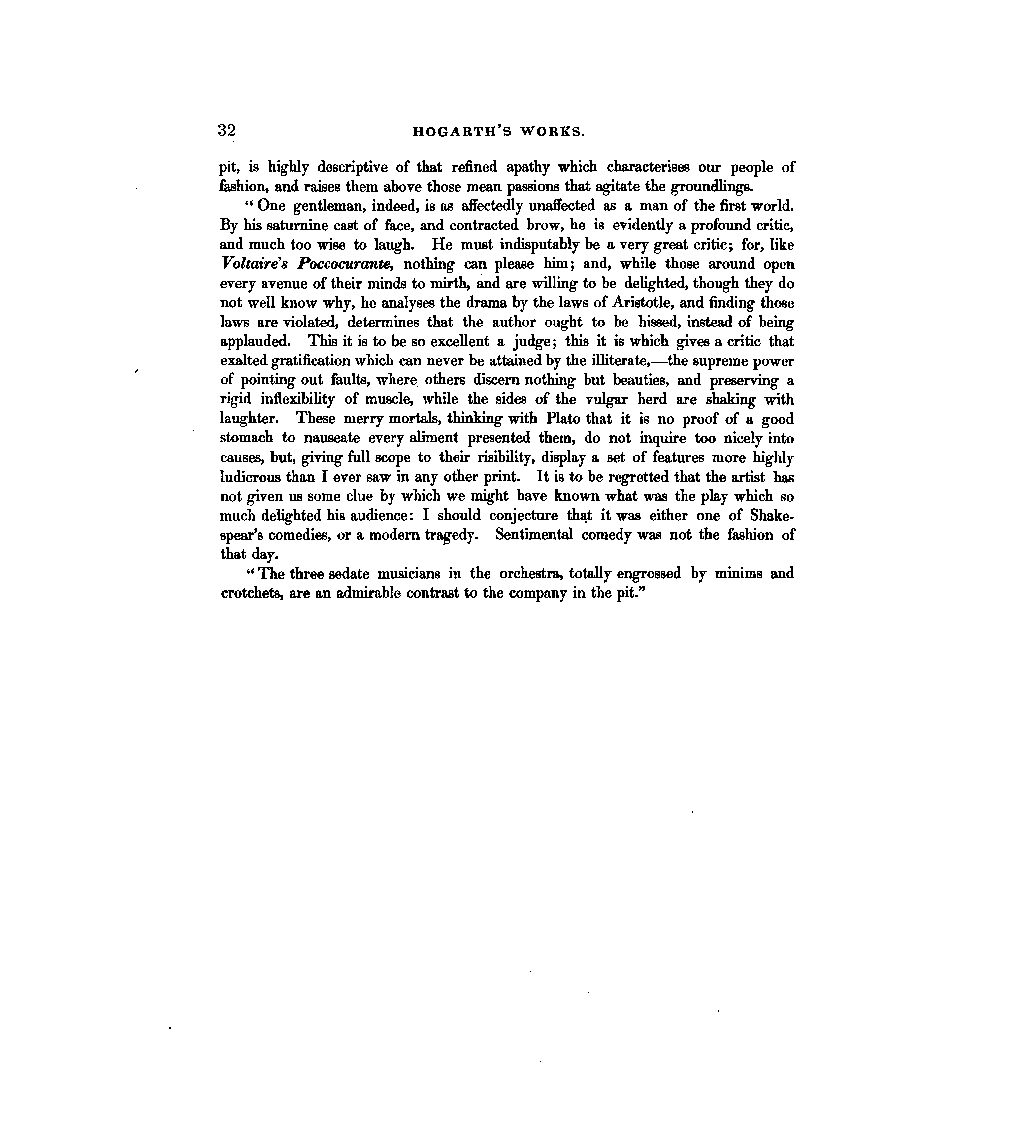 32 HOGARTH'S WORKS.
pit, is highly descriptive of that refined apathy which characterises our people of
fashion, and raises them above those mean passions that agitate the groundlings.
“ One gentleman, indeed, is as affectedly unaffected as a man of the first world.
By his saturnine cast of face, and contracted brow, he is evidently a profound critic,
and much too wise to laugh. He must indisputably be a very great critic; for, like
Voltaire's Poccocurante, nothing can please him; and, while those around open
every avenue of their minds to mirth, and are willing to be delighted, though they do
not well know why, he analyses the drama by the laws of Aristotle, and finding those
laws are violated, determines that the author ought to be hissed, instead of being
applauded. This it is to be so excellent a judge; this it is which gives a critic that
exalted gratification which can never be attained by the illiterate,—the supreme power
of pointing out faults, where others discern nothing but beauties, and preserving a
rigid inflexibility of muscle, while the sides of the vulgar herd are shaking with
laughter. These merry mortals, thinking with Plato that it is no proof of a good
stomach to nauseate every aliment presented them, do not inquire too nicely into
causes, but, giving full scope to their risibility, display a set of features more highly
ludicrous than I ever saw in any other print. It is to be regretted that the artist has
not given us some clue by which we might have known what was the play which so
much delighted his audience: I should conjecture that it was either one of Shake-
spear's comedies, or a modern tragedy. Sentimental comedy was not the fashion of
that day.
“ The three sedate musicians in the orchestra, totally engrossed by minims and
crotchets, are an admirable contrast to the company in the pit.”